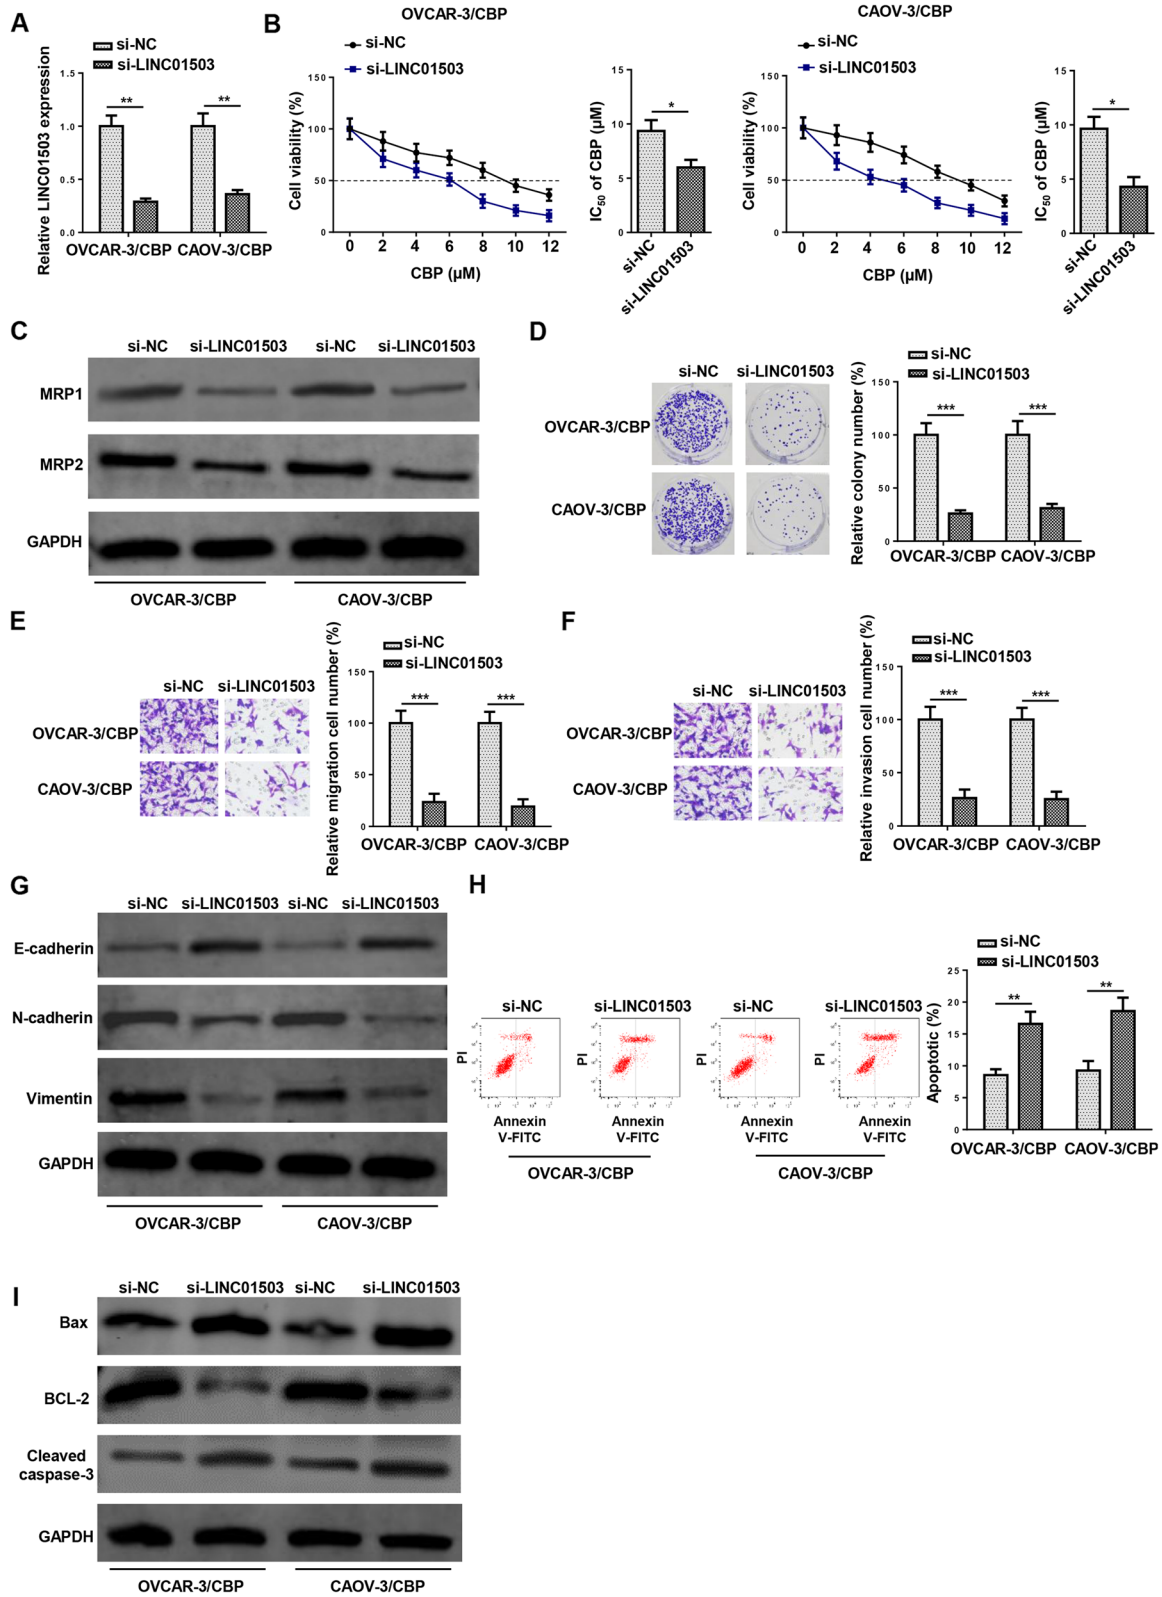 A
si-NC
si-LINC01503
Relative LINC01503 expression
1.5
1.0
0.5
0.0
**
**
OVCAR-3/CBP CAOV-3/CBP
B
OVCAR-3/CBP
si-NC
si-LINC01503
Cell viability (%)
150
100
50
0
0 2 4 6 8 10 12
CBP (μM)
IC50 of CBP (μM)
15
10
5
0
*
si-NC
si-LINC01503
CAOV-3/CBP
si-NC
si-LINC01503
Cell viability (%)
150
100
50
0
0 2 4 6 8 10 12
CBP (μM)
IC50 of CBP (μM)
15
10
5
0
*
si-NC
si-LINC01503
C
si-NC si-LINC01503 si-NC si-LINC01503
MRP1
MRP2
GAPDH
OVCAR-3/CBP CAOV-3/CBP
D
si-NC si-LINC01503
OVCAR-3/CBP
CAOV-3/CBP
si-NC
si-LINC01503
Relative colony number (%)
150
100
50
0
***
***
OVCAR-3/CBP CAOV-3/CBP
E
si-NC si-LINC01503
OVCAR-3/CBP
CAOV-3/CBP
si-NC
si-LINC01503
Relative migration cell number (%)
150
100
50
0
***
***
OVCAR-3/CBP CAOV-3/CBP
F
si-NC si-LINC01503
OVCAR-3/CBP
CAOV-3/CBP
si-NC
si-LINC01503
Relative invasion cell number (%)
150
100
50
0
***
***
OVCAR-3/CBP CAOV-3/CBP
G
si-NC si-LINC01503 si-NC si-LINC01503
E-cadherin
N-cadherin
Vimentin
GAPDH
OVCAR-3/CBP CAOV-3/CBP
H
si-NC si-LINC01503 si-NC si-LINC01503
PI PI PI PI
Annexin Annexin Annexin Annexin
V-FITC V-FITC V-FITC V-FITC
OVCAR-3/CBP CAOV-3/CBP
si-NC
si-LINC01503
Apoptotic (%)
25
20
15
10
5
0
**
**
OVCAR-3/CBP CAOV-3/CBP
I
si-NC si-LINC01503 si-NC si-LINC01503
Bax
BCL-2
Cleaved
caspase-3
GAPDH
OVCAR-3/CBP CAOV-3/CBP